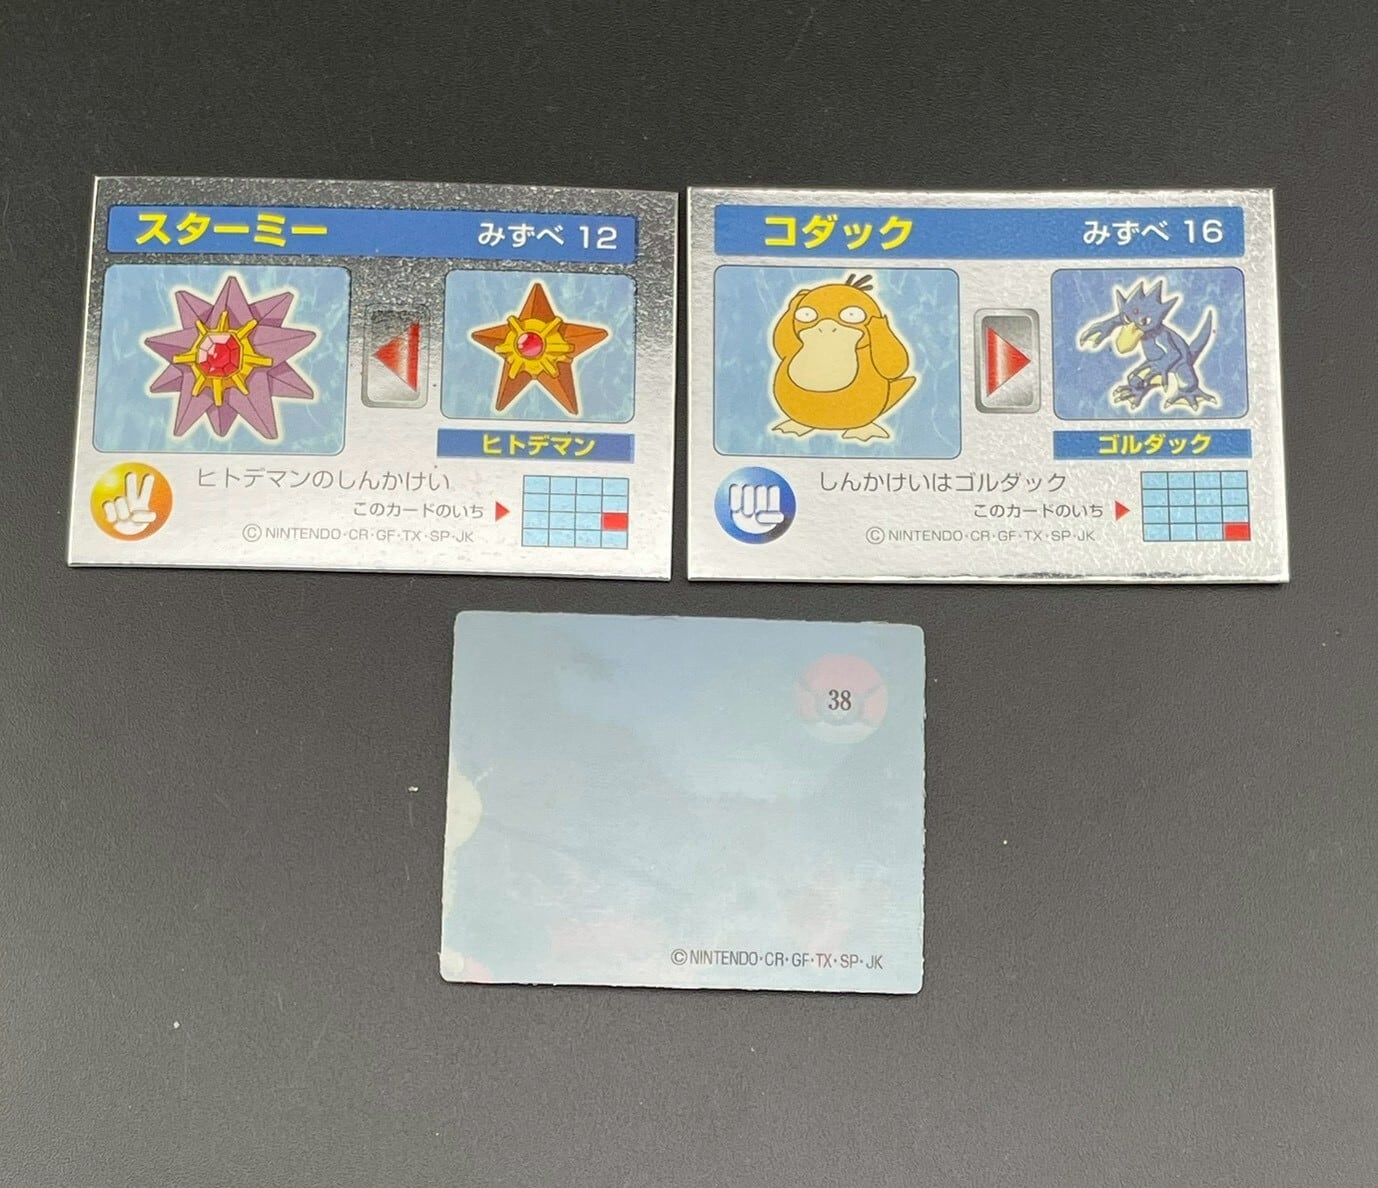 スターミー みずべ 12
ヒトデマン
ヒトデマンのしんかけい
このカードのいち
©NINTENDO・CR・GF・TX・SP・JK
コダック みずべ 16
ゴルダック
しんかけいはゴルダック
このカードのいち
©NINTENDO・CR・GF・TX・SP・JK
38
©NINTENDO・CR・GF・TX・SP・JK